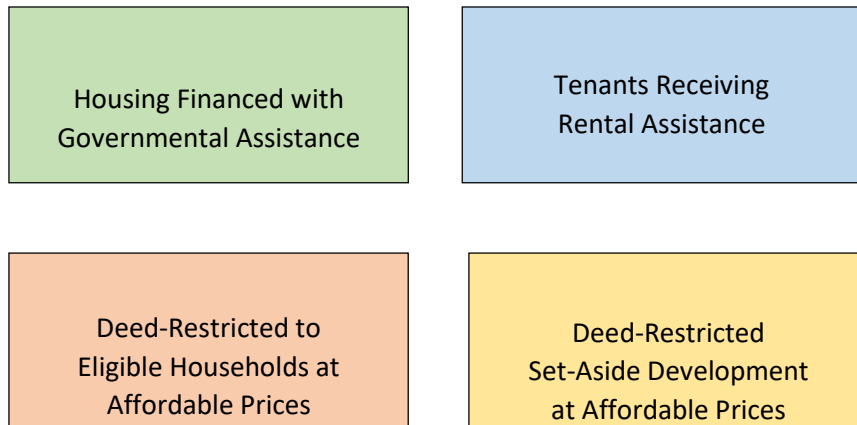 Housing Financed with
Governmental Assistance
Tenants Receiving
Rental Assistance
Deed-Restricted to
Eligible Households at
Affordable Prices
Deed-Restricted
Set-Aside Development
at Affordable Prices